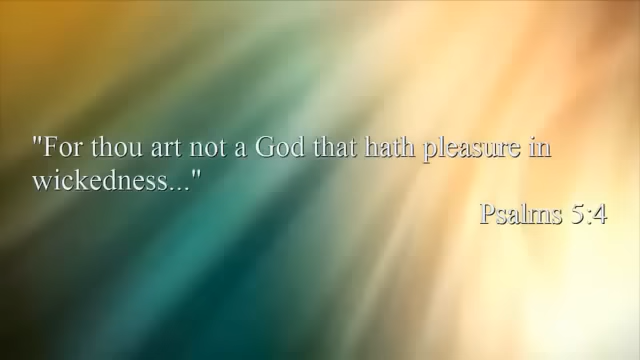 "For thou art not a God that hath pleasure in
wickedness..."
Psalms 5:4